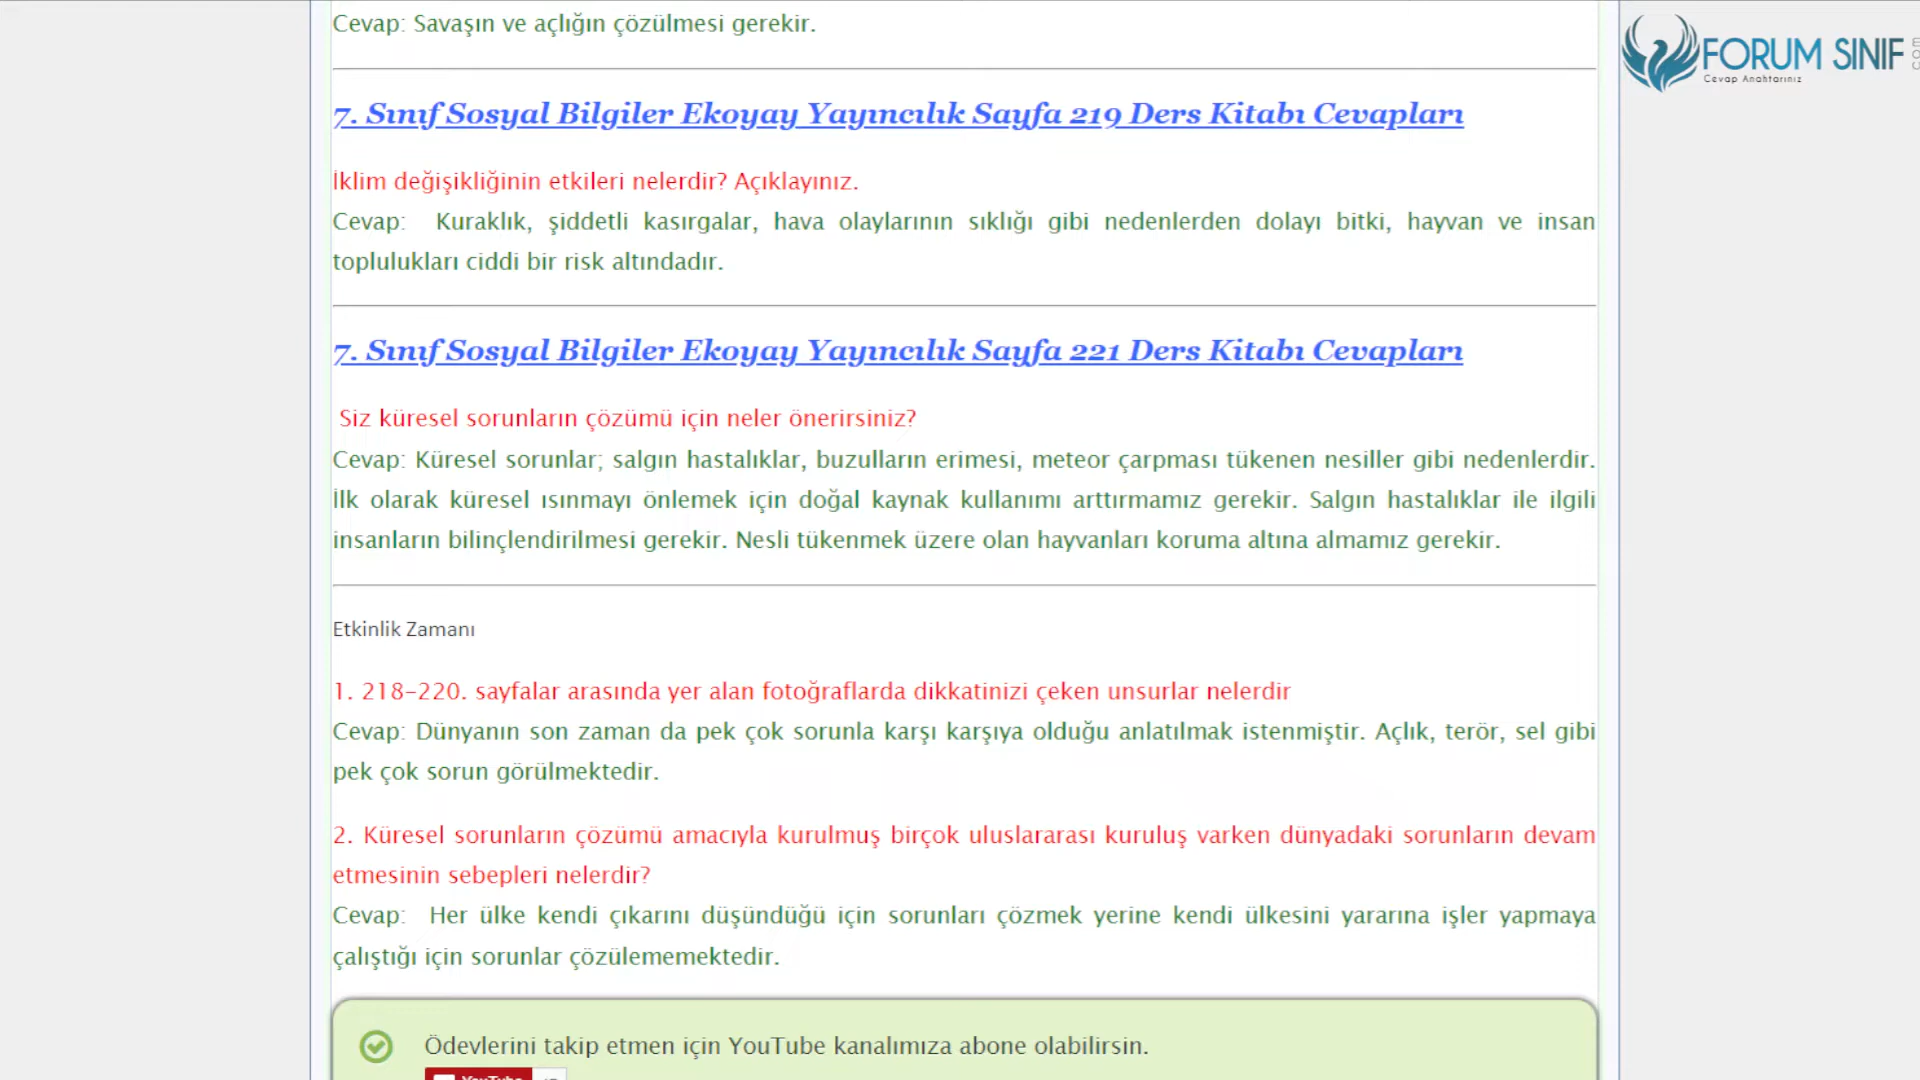 Cevap: Savaşın ve açlığın çözülmesi gerekir.
FORUM SINIF
com
Cevap Anahtarınız
7. Sınıf Sosyal Bilgiler Ekoyay Yayıncılık Sayfa 219 Ders Kitabı Cevapları
İklim değişikliğinin etkileri nelerdir? Açıklayınız.
Cevap: Kuraklık, şiddetli kasırgalar, hava olaylarının sıklığı gibi nedenlerden dolayı bitki, hayvan ve insan
toplulukları ciddi bir risk altındadır.
7. Sınıf Sosyal Bilgiler Ekoyay Yayıncılık Sayfa 221 Ders Kitabı Cevapları
Siz küresel sorunların çözümü için neler önerirsiniz?
Cevap: Küresel sorunlar; salgın hastalıklar, buzulların erimesi, meteor çarpması tükenen nesiller gibi nedenlerdir.
İlk olarak küresel ısınmayı önlemek için doğal kaynak kullanımı arttırmamız gerekir. Salgın hastalıklar ile ilgili
insanların bilinçlendirilmesi gerekir. Nesli tükenmek üzere olan hayvanları koruma altına almamız gerekir.
Etkinlik Zamanı
1. 218-220. sayfalar arasında yer alan fotoğraflarda dikkatinizi çeken unsurlar nelerdir
Cevap: Dünyanın son zaman da pek çok sorunla karşı karşıya olduğu anlatılmak istenmiştir. Açlık, terör, sel gibi
pek çok sorun görülmektedir.
2. Küresel sorunların çözümü amacıyla kurulmuş birçok uluslararası kuruluş varken dünyadaki sorunların devam
etmesinin sebepleri nelerdir?
Cevap: Her ülke kendi çıkarını düşündüğü için sorunları çözmek yerine kendi ülkesini yararına işler yapmaya
çalıştığı için sorunlar çözülememektedir.
Ödevlerini takip etmen için YouTube kanalımıza abone olabilirsin.
YouTube